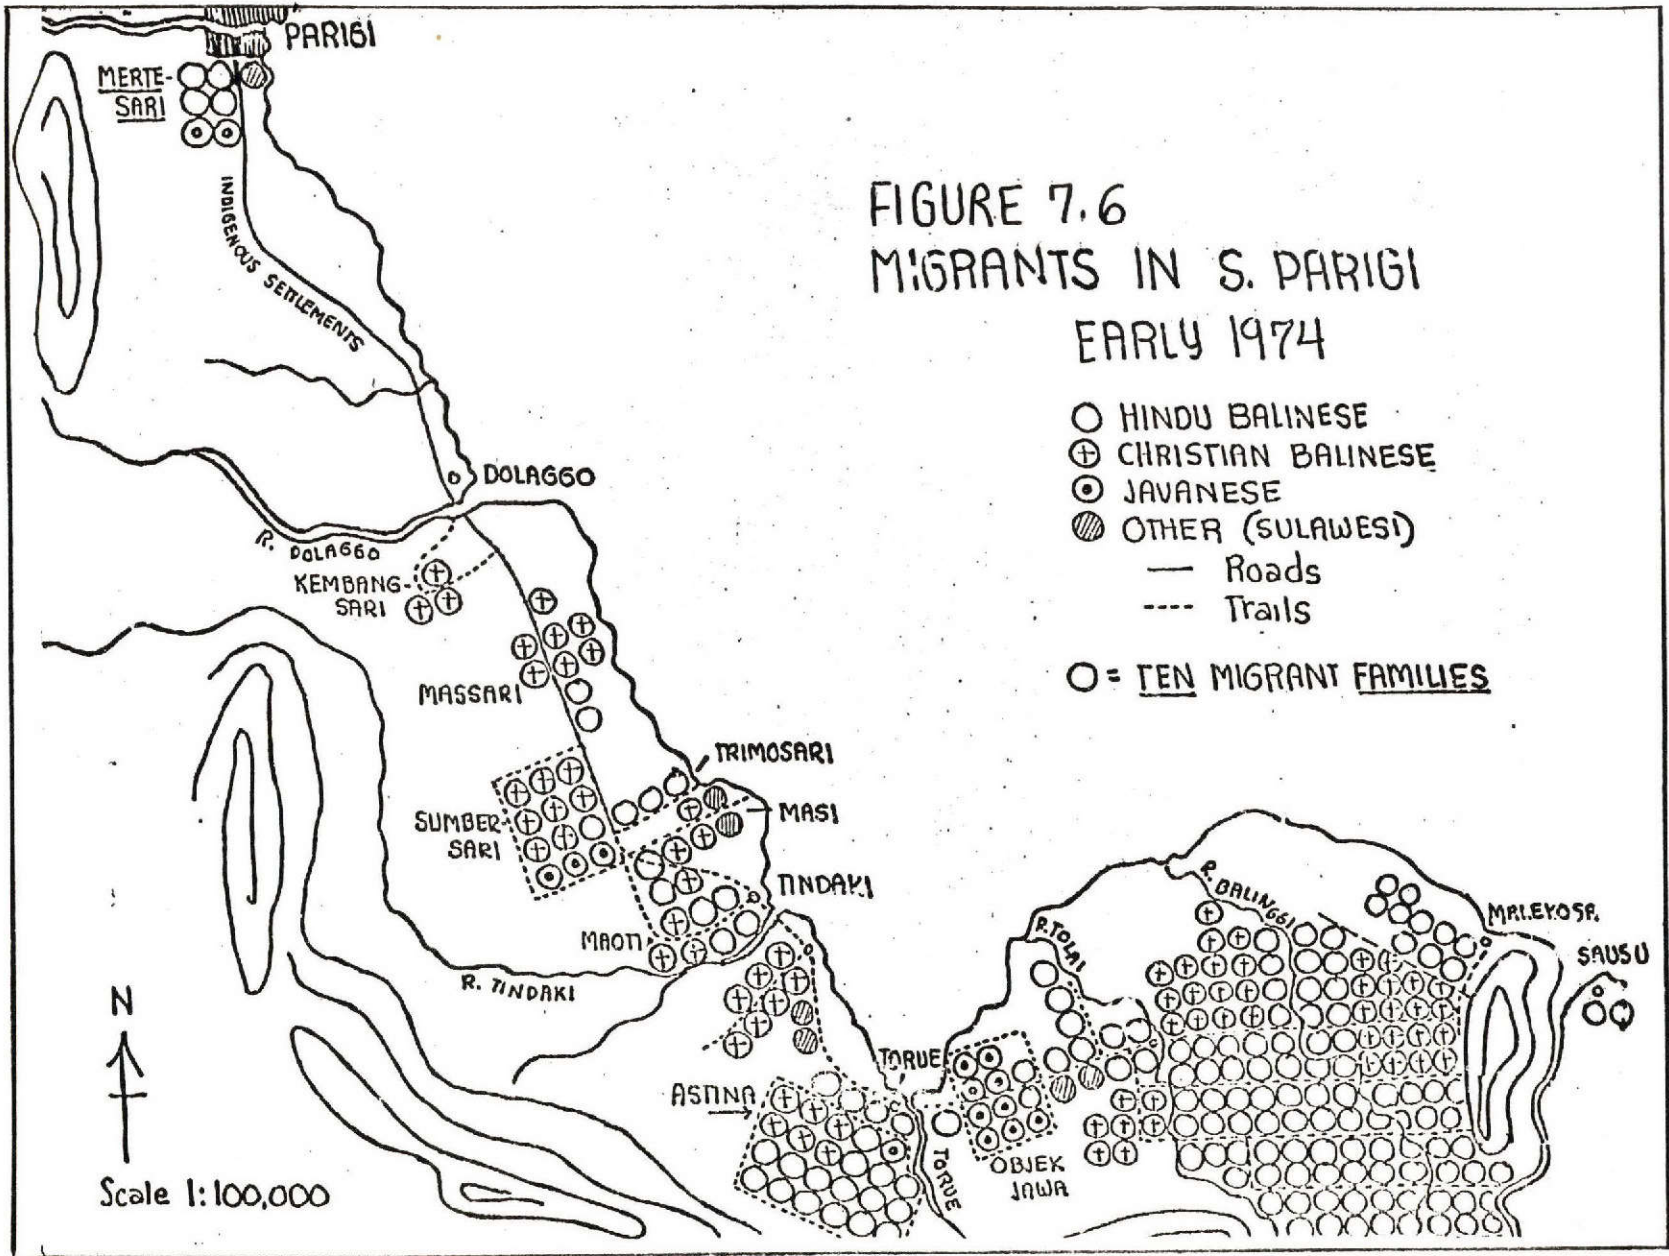 PARIGI
MERTE-
SARI
INDIGENOUS SETTLEMENTS
FIGURE 7.6
MIGRANTS IN S. PARIGI
EARLY 1974
HINDU BALINESE
CHRISTIAN BALINESE
JAVANESE
OTHER (SULAWESI)
Roads
Trails
= TEN MIGRANT FAMILIES
DOLAGGO
R. DOLAGGO
KEMBANG-
SARI
MASSARI
TRIMOSARI
MASI
SUMBER-
SARI
TINDAKI
MAOTI
R. TINDAKI
R. BALINGGI
R. TOLAI
MALEYOSA.
SAUSU
N
TORUE
ASTINA
TORUE
OBJEK
JAWA
Scale 1:100,000